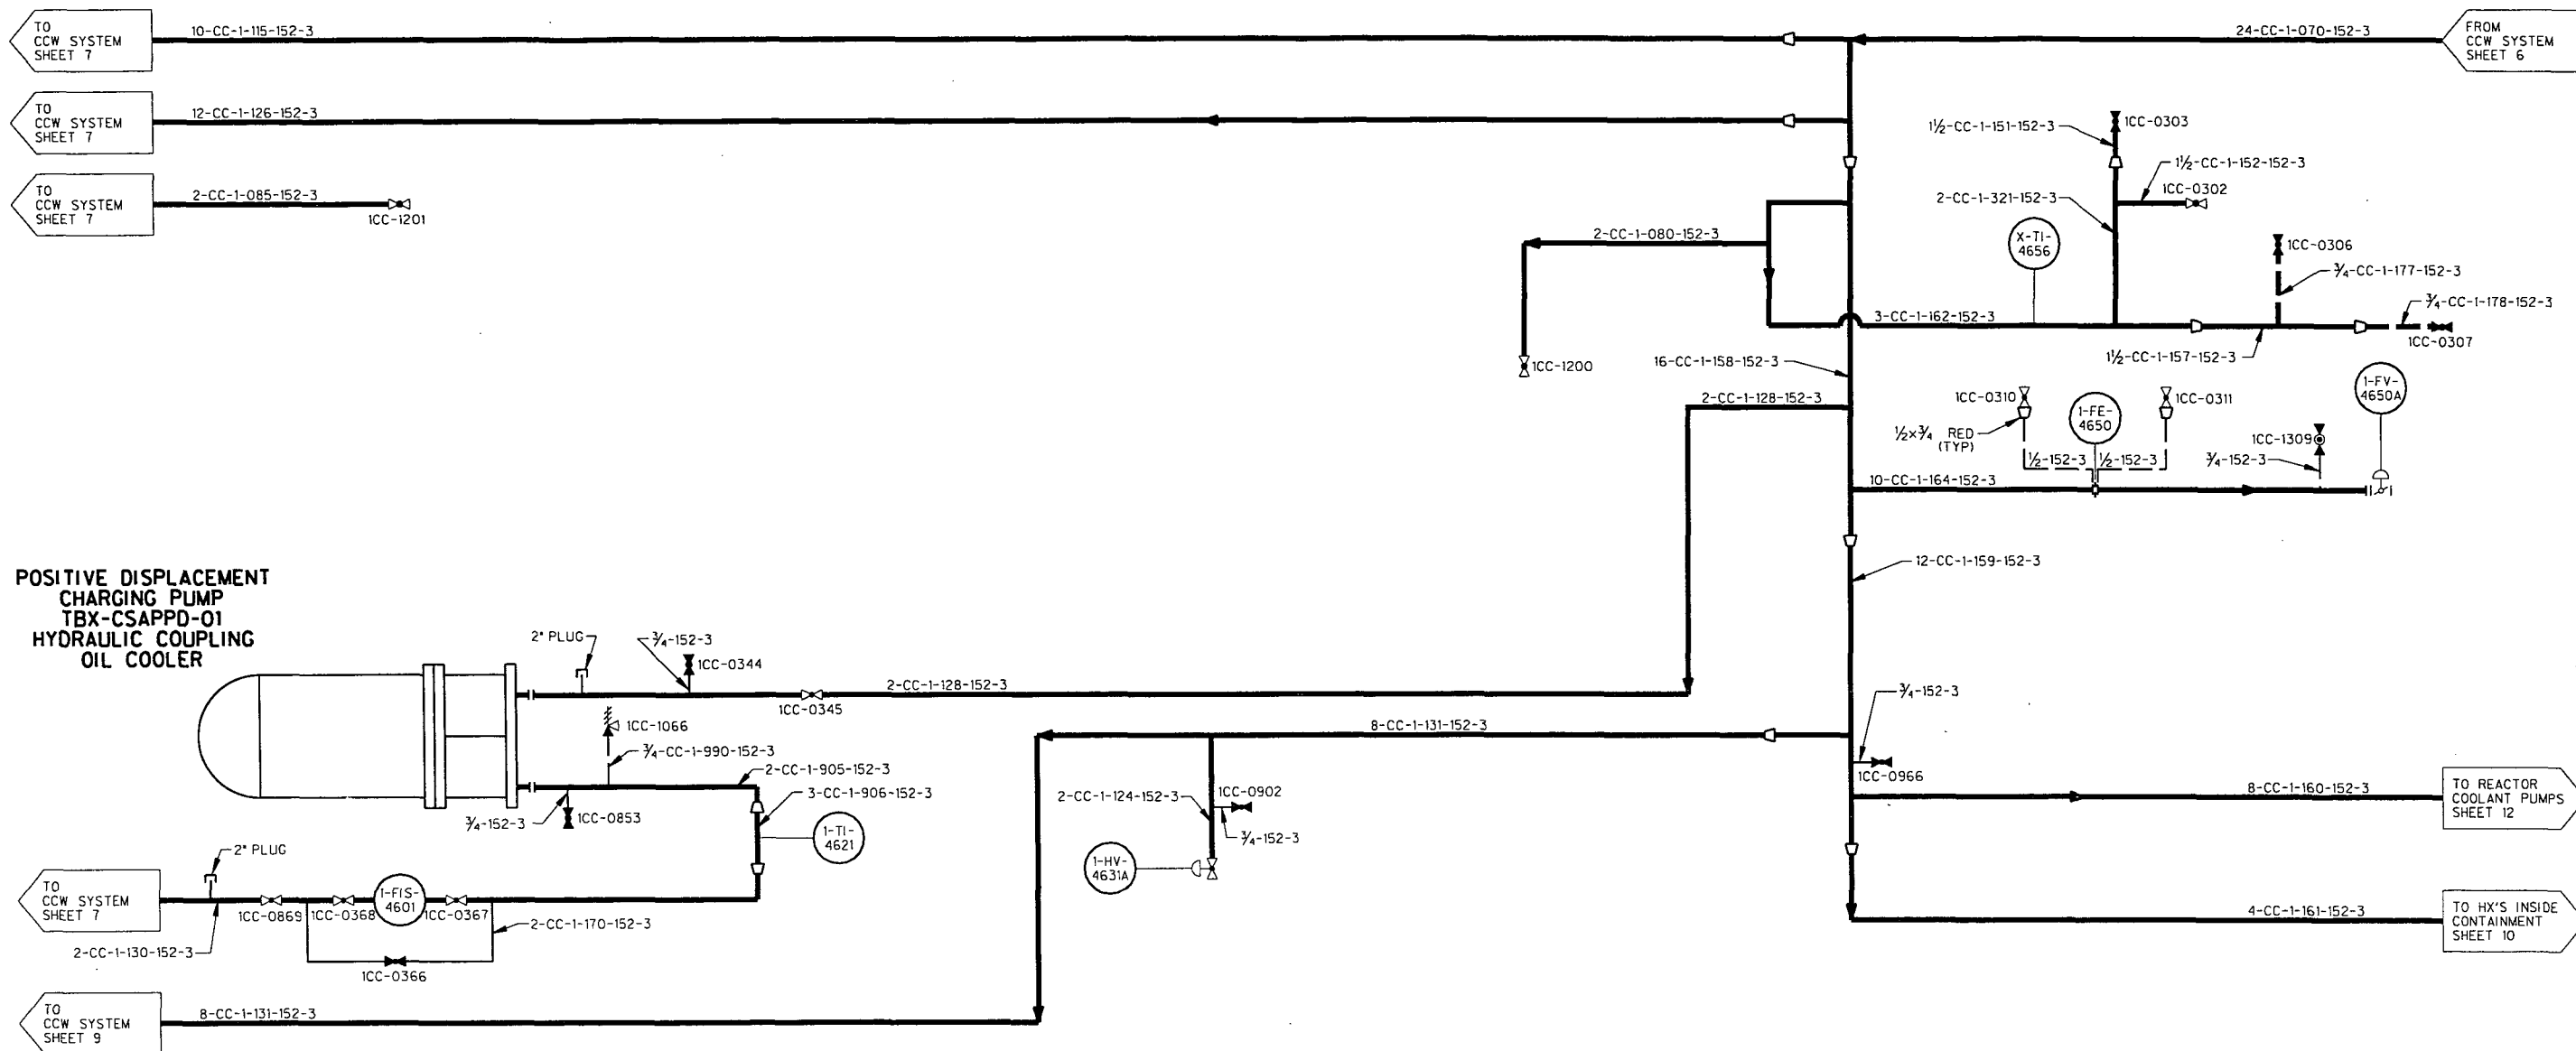 TO
CCW SYSTEM
SHEET 7
10-CC-1-115-152-3
24-CC-1-070-152-3
FROM
CCW SYSTEM
SHEET 6
TO
CCW SYSTEM
SHEET 7
12-CC-1-126-152-3
1½-CC-1-151-152-3
1CC-0303
1½-CC-1-152-152-3
TO
CCW SYSTEM
SHEET 7
2-CC-1-085-152-3
1CC-1201
1CC-0302
2-CC-1-321-152-3
2-CC-1-080-152-3
X-TI-
4656
1CC-0306
¾-CC-1-177-152-3
¾-CC-1-178-152-3
3-CC-1-162-152-3
1CC-0307
1½-CC-1-157-152-3
1CC-1200
16-CC-1-158-152-3
2-CC-1-128-152-3
1CC-0310
1-FE-
4650
1CC-0311
1-FV-
4650A
½×¾ RED
(TYP)
½-152-3
½-152-3
1CC-1309
¾-152-3
10-CC-1-164-152-3
12-CC-1-159-152-3
POSITIVE DISPLACEMENT
CHARGING PUMP
TBX-CSAPPD-01
HYDRAULIC COUPLING
OIL COOLER
2" PLUG
¾-152-3
1CC-0344
2-CC-1-128-152-3
1CC-0345
¾-152-3
1CC-1066
8-CC-1-131-152-3
¾-CC-1-990-152-3
2-CC-1-905-152-3
1CC-0966
3-CC-1-906-152-3
2-CC-1-124-152-3
1CC-0902
8-CC-1-160-152-3
TO REACTOR
COOLANT PUMPS
SHEET 12
¾-152-3
1CC-0853
1-TI-
4621
¾-152-3
2" PLUG
1-HV-
4631A
TO
CCW SYSTEM
SHEET 7
1-FIS-
4601
1CC-0869
1CC-0368
1CC-0367
2-CC-1-170-152-3
2-CC-1-130-152-3
1CC-0366
4-CC-1-161-152-3
TO HX'S INSIDE
CONTAINMENT
SHEET 10
TO
CCW SYSTEM
SHEET 9
8-CC-1-131-152-3